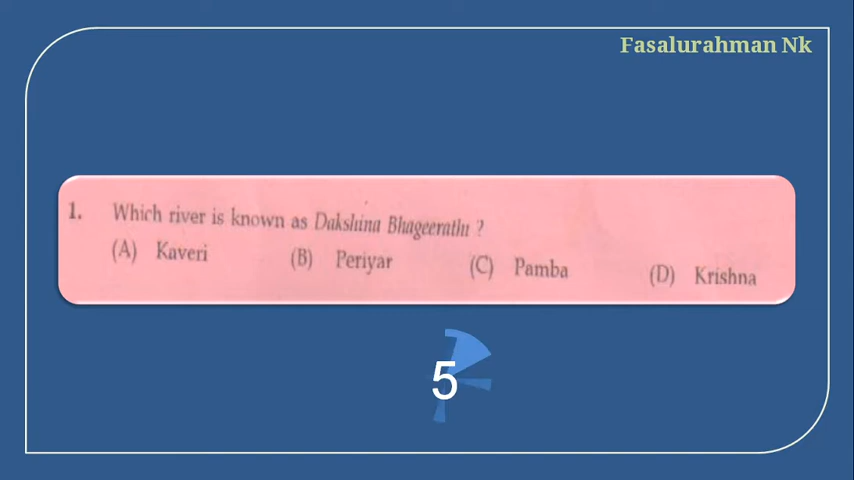 Fasalurahman Nk
1. Which river is known as Dakshina Bhageerathi ?
(A) Kaveri (B) Periyar (C) Pamba (D) Krishna
5